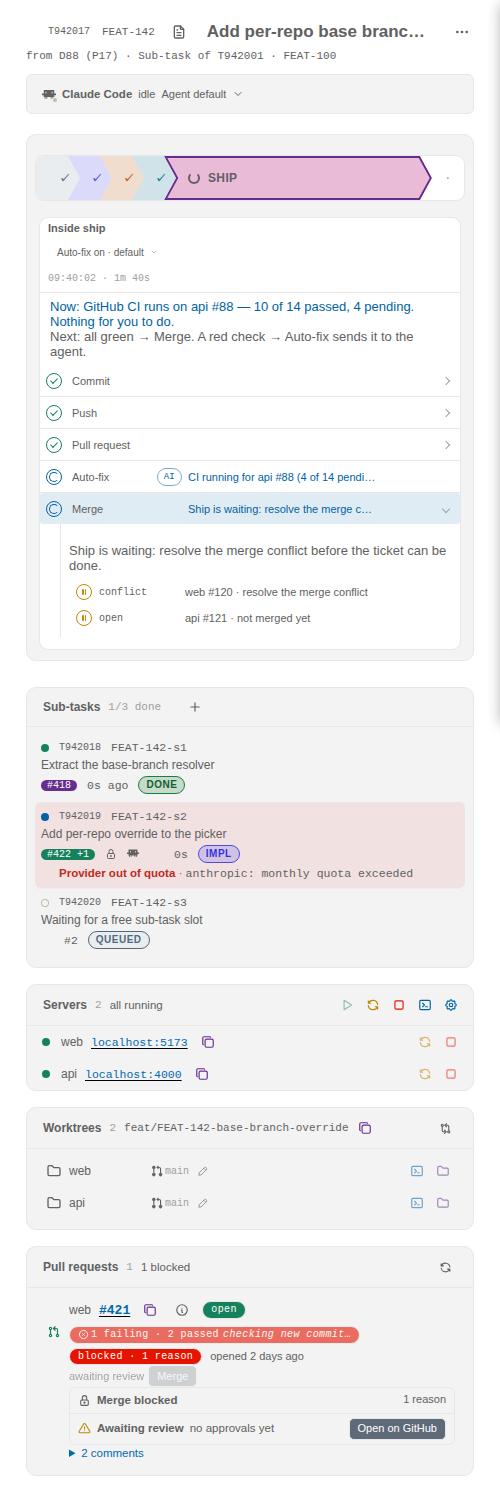 T942017 FEAT-142 Add per-repo base branc…
from D88 (P17) · Sub-task of T942001 · FEAT-100
Claude Code idle Agent default
SHIP
Inside ship
Auto-fix on · default
09:40:02 · 1m 40s
Now: GitHub CI runs on api #88 — 10 of 14 passed, 4 pending.
Nothing for you to do.
Next: all green → Merge. A red check → Auto-fix sends it to the
agent.
Commit
Push
Pull request
Auto-fix AI CI running for api #88 (4 of 14 pendi…
Merge Ship is waiting: resolve the merge c…
Ship is waiting: resolve the merge conflict before the ticket can be
done.
conflict web #120 · resolve the merge conflict
open api #121 · not merged yet
Sub-tasks 1/3 done
T942018 FEAT-142-s1
Extract the base-branch resolver
#418 0s ago DONE
T942019 FEAT-142-s2
Add per-repo override to the picker
#422 +1 0s IMPL
Provider out of quota · anthropic: monthly quota exceeded
T942020 FEAT-142-s3
Waiting for a free sub-task slot
#2 QUEUED
Servers 2 all running
web localhost:5173
api localhost:4000
Worktrees 2 feat/FEAT-142-base-branch-override
web main
api main
Pull requests 1 1 blocked
web #421 open
1 failing · 2 passed checking new commit…
blocked · 1 reason opened 2 days ago
awaiting review Merge
Merge blocked 1 reason
Awaiting review no approvals yet Open on GitHub
2 comments